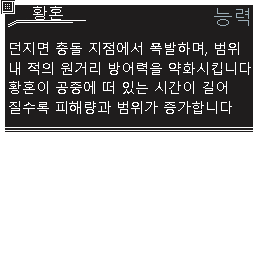 황혼
능력
던지면 충돌 지점에서 폭발하며, 범위
내 적의 원거리 방어력을 약화시킵니다
황혼이 공중에 떠 있는 시간이 길어
질수록 피해량과 범위가 증가합니다